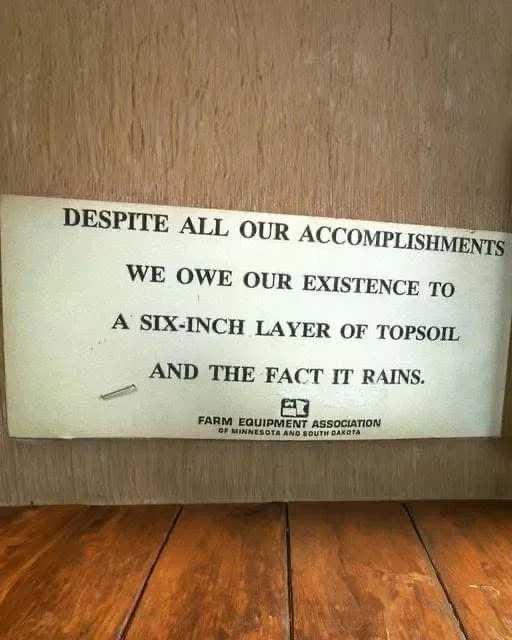 DESPITE ALL OUR ACCOMPLISHMENTS
WE OWE OUR EXISTENCE TO
A SIX-INCH LAYER OF TOPSOIL
AND THE FACT IT RAINS.
FARM EQUIPMENT ASSOCIATION
OF MINNESOTA AND SOUTH DAKOTA